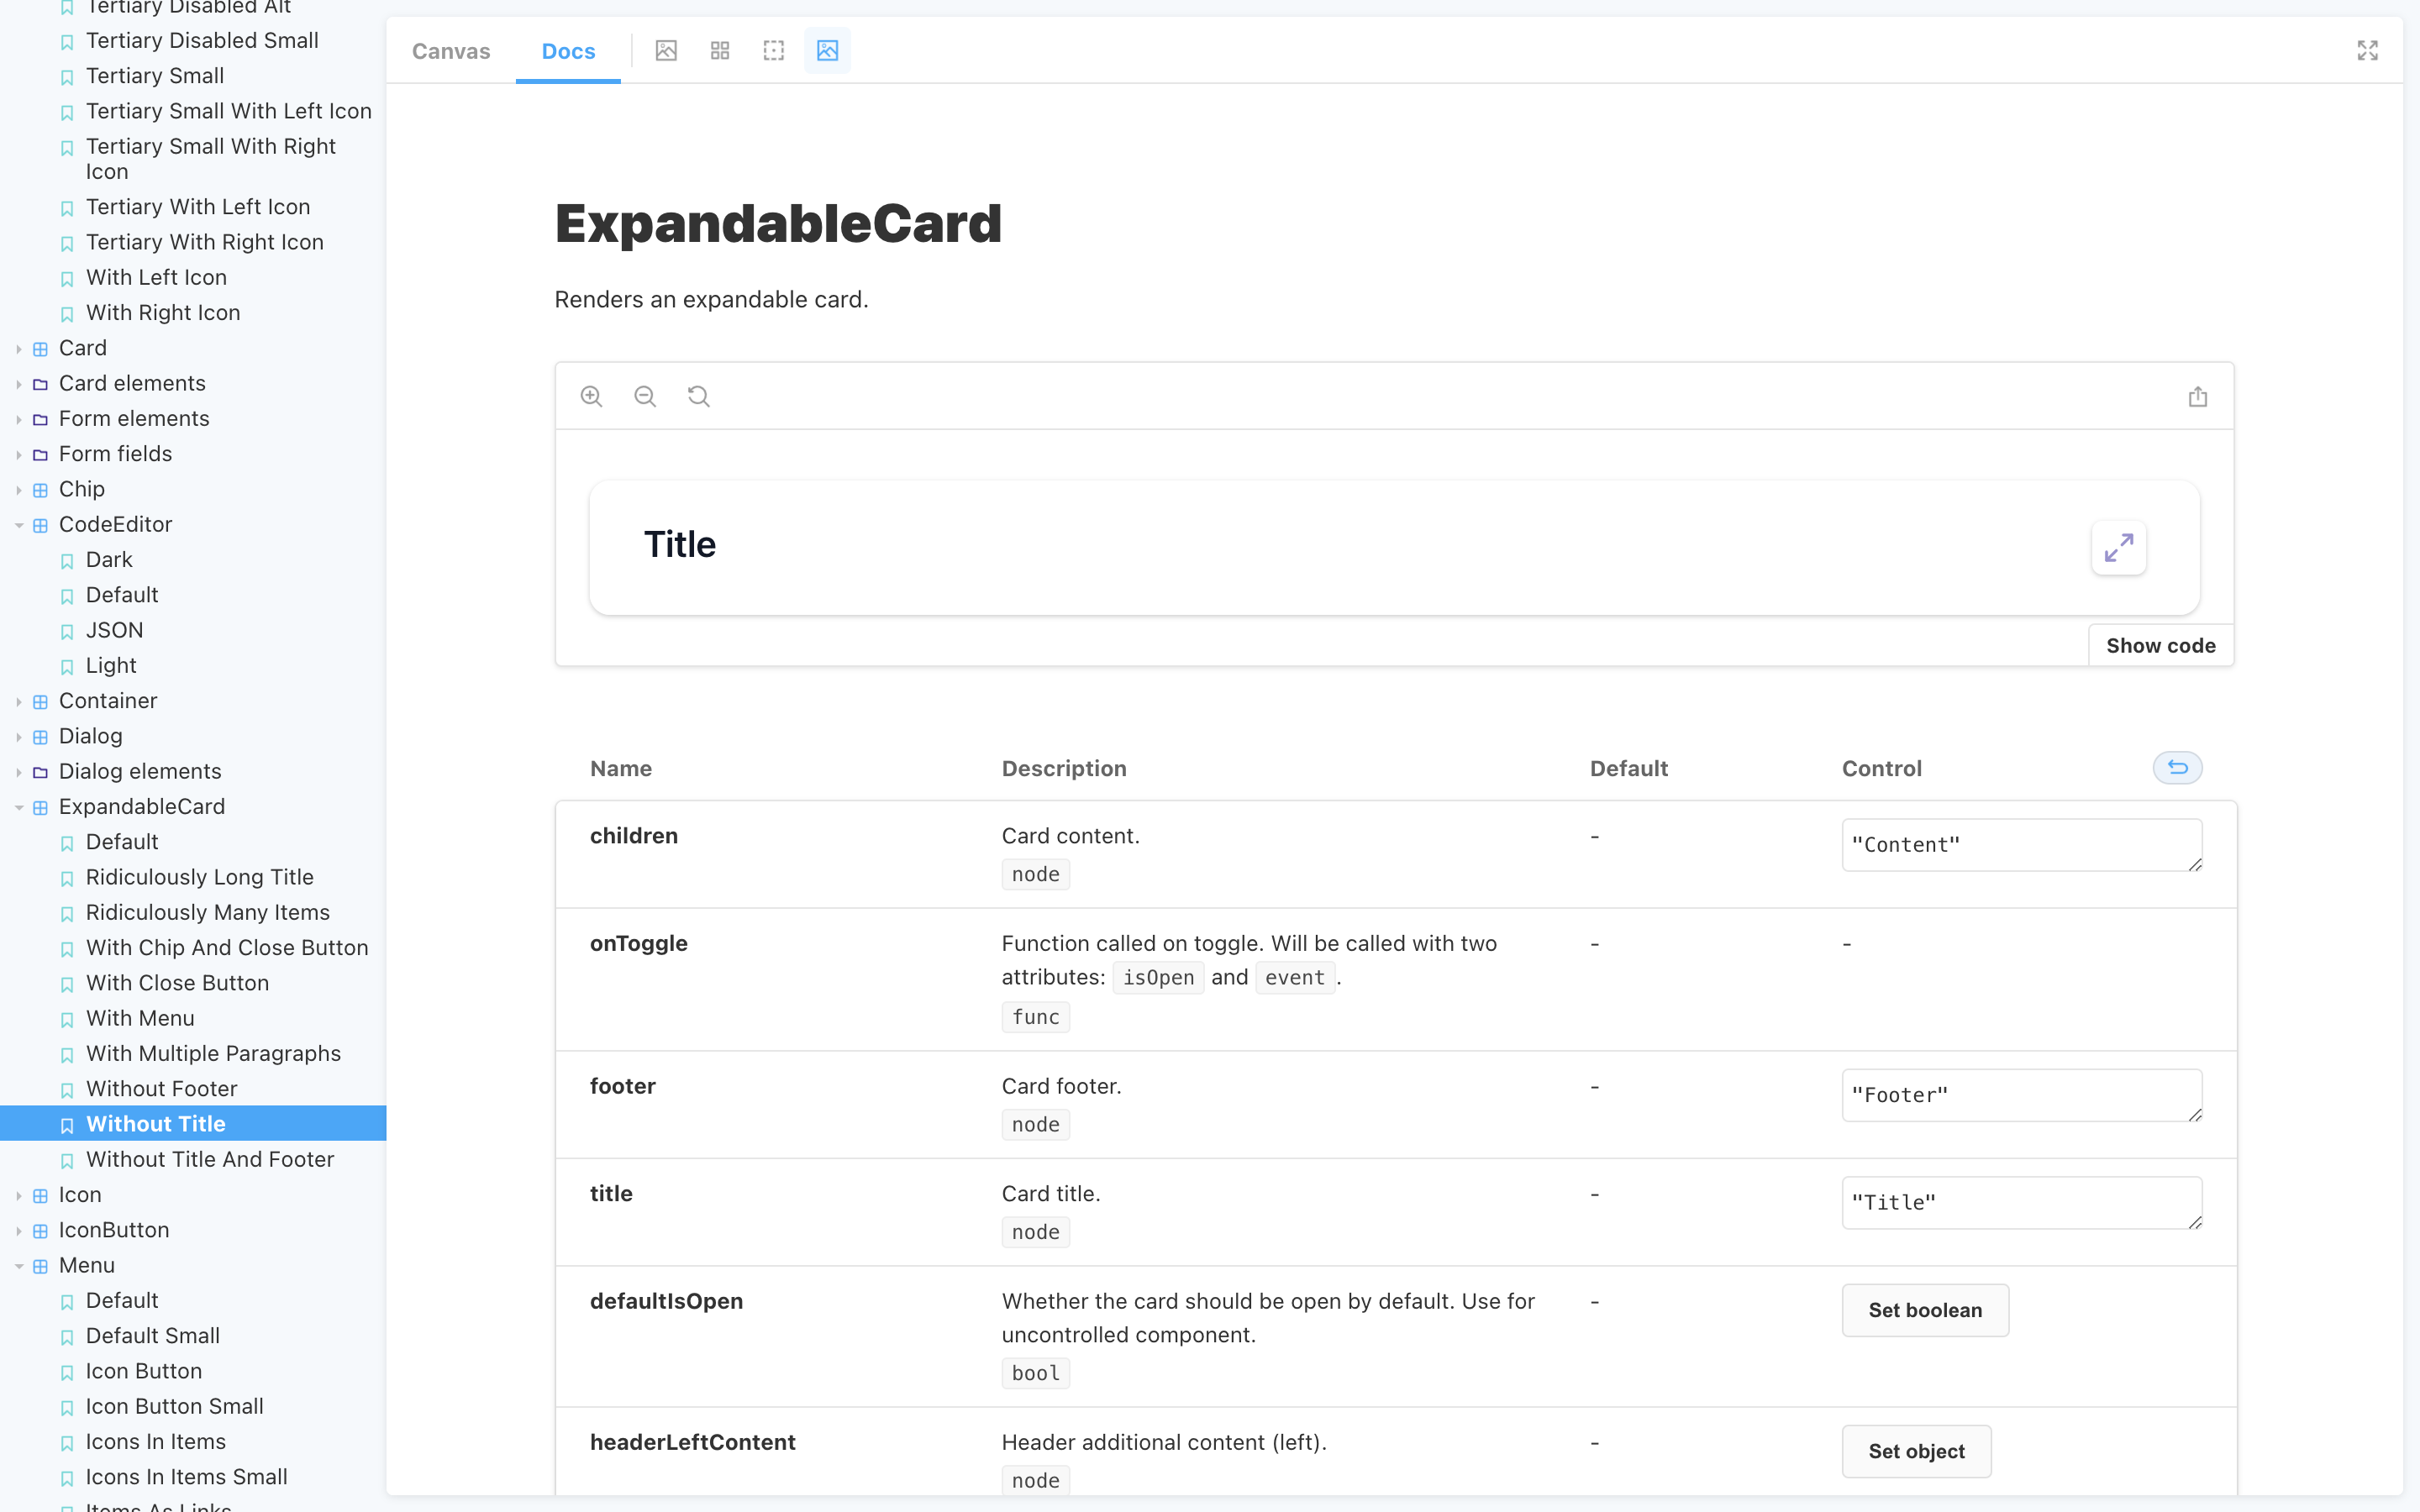 Tertiary Disabled Alt
Tertiary Disabled Small
Tertiary Small
Tertiary Small With Left Icon
Tertiary Small With Right
Icon
Tertiary With Left Icon
Tertiary With Right Icon
With Left Icon
With Right Icon
Card
Card elements
Form elements
Form fields
Chip
CodeEditor
Dark
Default
JSON
Light
Container
Dialog
Dialog elements
ExpandableCard
Default
Ridiculously Long Title
Ridiculously Many Items
With Chip And Close Button
With Close Button
With Menu
With Multiple Paragraphs
Without Footer
Without Title
Without Title And Footer
Icon
IconButton
Menu
Default
Default Small
Icon Button
Icon Button Small
Icons In Items
Icons In Items Small
Items As Links
Canvas Docs
ExpandableCard
Renders an expandable card.
Title
Show code
Name Description Default Control
children Card content. - "Content"
node
onToggle Function called on toggle. Will be called with two - -
attributes: isOpen and event.
func
footer Card footer. - "Footer"
node
title Card title. - "Title"
node
defaultIsOpen Whether the card should be open by default. Use for - Set boolean
uncontrolled component.
bool
headerLeftContent Header additional content (left). - Set object
node